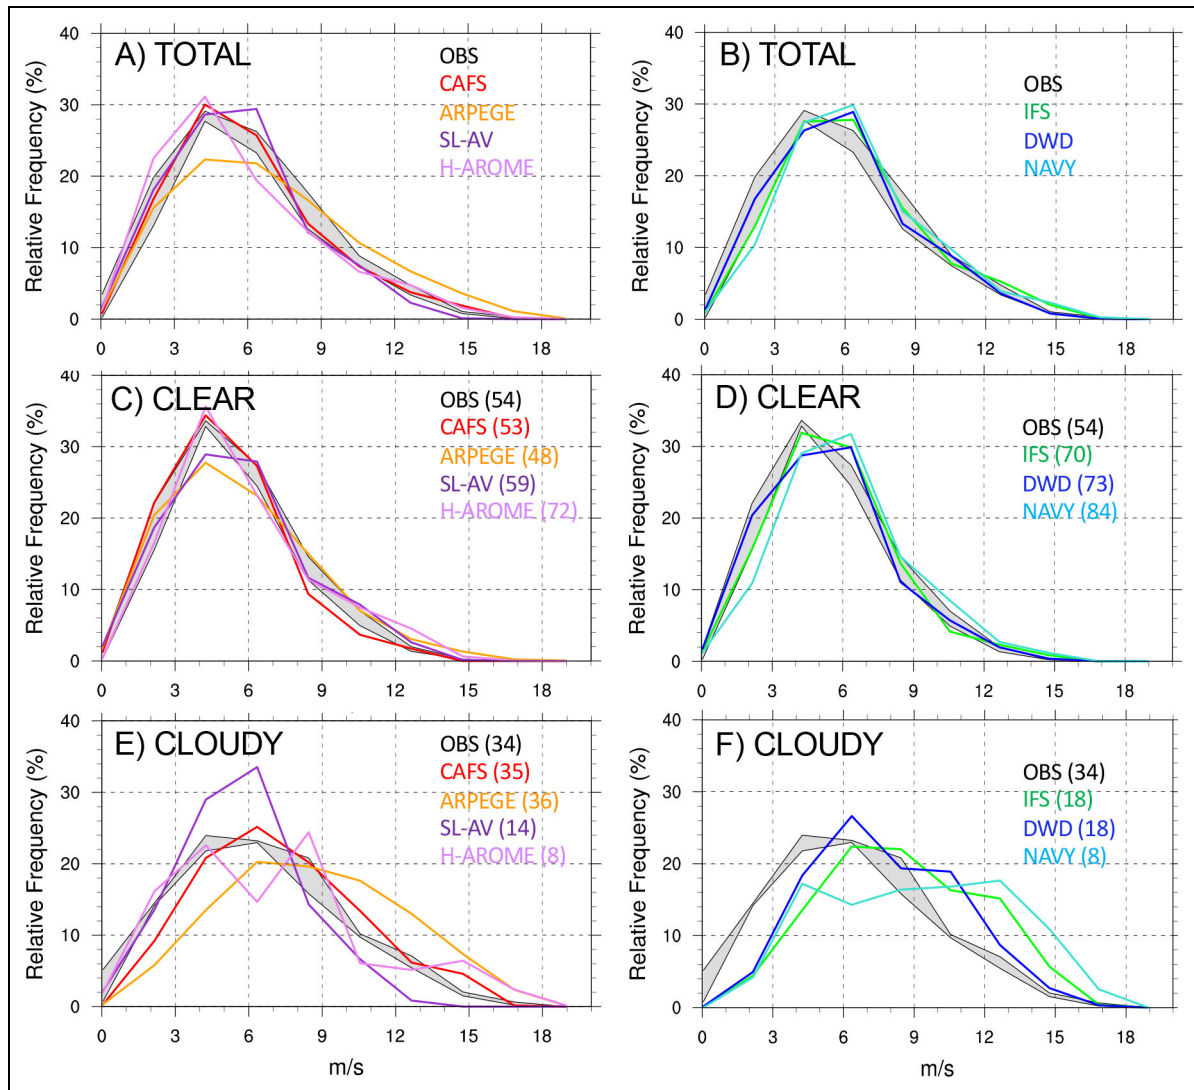 A) TOTAL
OBS
CAFS
ARPEGE
SL-AV
H-AROME
Relative Frequency (%)
40
30
20
10
0
0 3 6 9 12 15 18
B) TOTAL
OBS
IFS
DWD
NAVY
Relative Frequency (%)
40
30
20
10
0
0 3 6 9 12 15 18
C) CLEAR
OBS (54)
CAFS (53)
ARPEGE (48)
SL-AV (59)
H-AROME (72)
Relative Frequency (%)
40
30
20
10
0
0 3 6 9 12 15 18
D) CLEAR
OBS (54)
IFS (70)
DWD (73)
NAVY (84)
Relative Frequency (%)
40
30
20
10
0
0 3 6 9 12 15 18
E) CLOUDY
OBS (34)
CAFS (35)
ARPEGE (36)
SL-AV (14)
H-AROME (8)
Relative Frequency (%)
40
30
20
10
0
0 3 6 9 12 15 18
m/s
F) CLOUDY
OBS (34)
IFS (18)
DWD (18)
NAVY (8)
Relative Frequency (%)
40
30
20
10
0
0 3 6 9 12 15 18
m/s